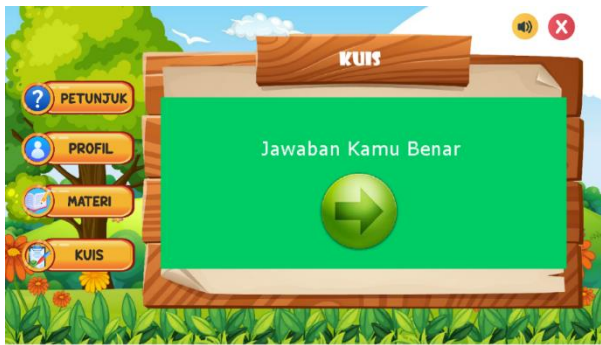 KUIS
PETUNJUK
PROFIL
MATERI
KUIS
Jawaban Kamu Benar